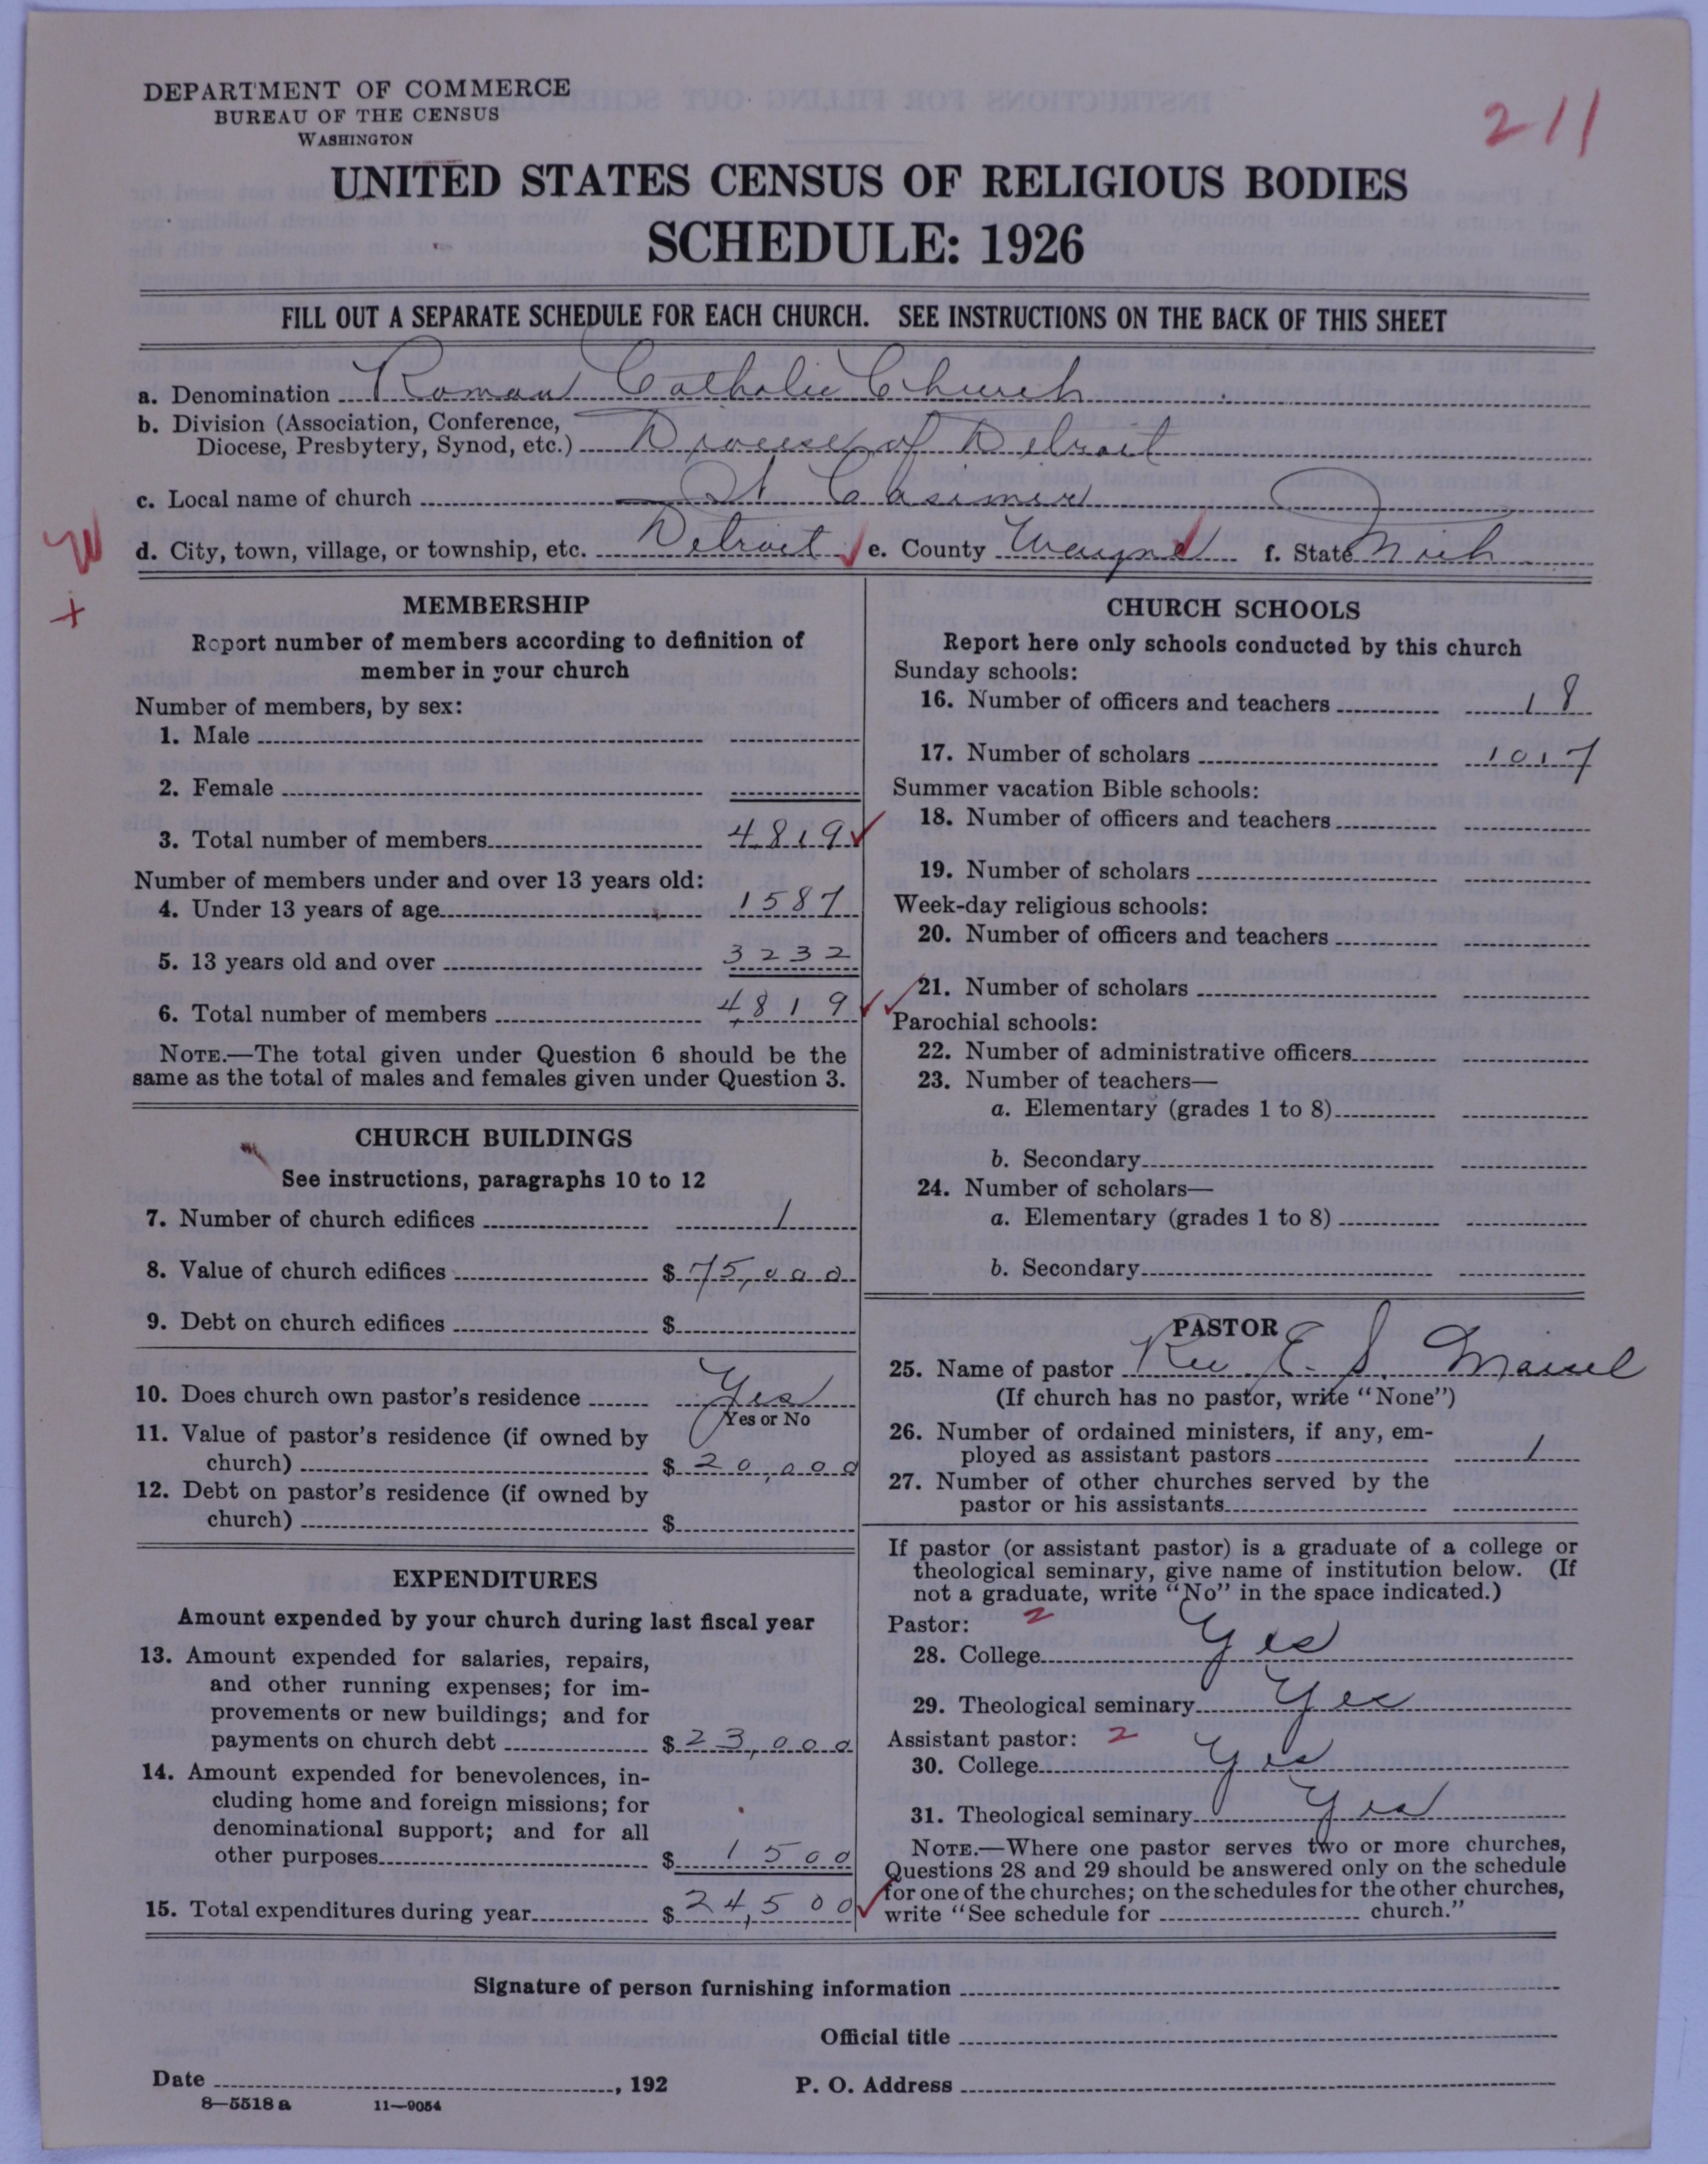 DEPARTMENT OF COMMERCE
BUREAU OF THE CENSUS
WASHINGTON
211
UNITED STATES CENSUS OF RELIGIOUS BODIES
SCHEDULE: 1926
FILL OUT A SEPARATE SCHEDULE FOR EACH CHURCH. SEE INSTRUCTIONS ON THE BACK OF THIS SHEET
a. Denomination Roman Catholic Church
b. Division (Association, Conference,
Diocese, Presbytery, Synod, etc.) Diocese of Detroit
c. Local name of church St Casimir
d. City, town, village, or township, etc. Detroit e. County Wayne f. State Mich
MEMBERSHIP
Report number of members according to definition of
member in your church
Number of members, by sex:
1. Male
2. Female
3. Total number of members 4819
Number of members under and over 13 years old:
4. Under 13 years of age 1587
5. 13 years old and over 3232
6. Total number of members 4819
NOTE.—The total given under Question 6 should be the
same as the total of males and females given under Question 3.
CHURCH BUILDINGS
See instructions, paragraphs 10 to 12
7. Number of church edifices 1
8. Value of church edifices $ 75,000
9. Debt on church edifices $
10. Does church own pastor's residence Yes
Yes or No
11. Value of pastor's residence (if owned by
church) $ 20,000
12. Debt on pastor's residence (if owned by
church) $
EXPENDITURES
Amount expended by your church during last fiscal year
13. Amount expended for salaries, repairs,
and other running expenses; for im-
provements or new buildings; and for
payments on church debt $ 23,000
14. Amount expended for benevolences, in-
cluding home and foreign missions; for
denominational support; and for all
other purposes $ 1500
15. Total expenditures during year $ 24,500
CHURCH SCHOOLS
Report here only schools conducted by this church
Sunday schools:
16. Number of officers and teachers 18
17. Number of scholars 1017
Summer vacation Bible schools:
18. Number of officers and teachers
19. Number of scholars
Week-day religious schools:
20. Number of officers and teachers
21. Number of scholars
Parochial schools:
22. Number of administrative officers
23. Number of teachers—
a. Elementary (grades 1 to 8)
b. Secondary
24. Number of scholars—
a. Elementary (grades 1 to 8)
b. Secondary
PASTOR
25. Name of pastor Rev E. S.
(If church has no pastor, write "None")
26. Number of ordained ministers, if any, em-
ployed as assistant pastors 1
27. Number of other churches served by the
pastor or his assistants
If pastor (or assistant pastor) is a graduate of a college or
theological seminary, give name of institution below. (If
not a graduate, write "No" in the space indicated.)
Pastor: 2
28. College Yes
29. Theological seminary Yes
Assistant pastor: 2
30. College Yes
31. Theological seminary Yes
NOTE.—Where one pastor serves two or more churches,
Questions 28 and 29 should be answered only on the schedule
for one of the churches; on the schedules for the other churches,
write "See schedule for church."
Signature of person furnishing information
Official title
Date , 192 P. O. Address
8—5518 a 11—9054